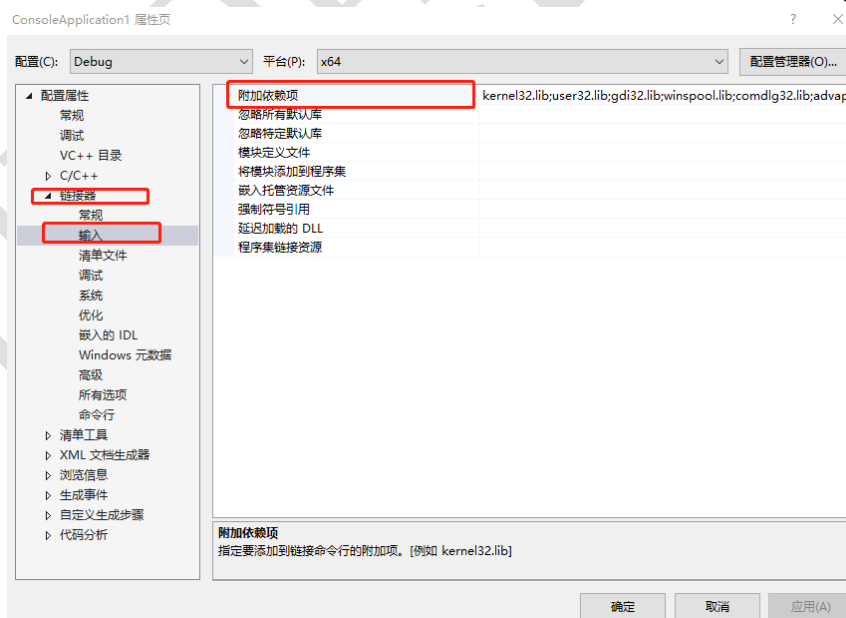 ConsoleApplication1 属性页
配置(C): Debug 平台(P): x64 配置管理器(O)...
配置属性
常规
调试
VC++ 目录
C/C++
链接器
常规
输入
清单文件
调试
系统
优化
嵌入的 IDL
Windows 元数据
高级
所有选项
命令行
清单工具
XML 文档生成器
浏览信息
生成事件
自定义生成步骤
代码分析
附加依赖项 kernel32.lib;user32.lib;gdi32.lib;winspool.lib;comdlg32.lib;advap
忽略所有默认库
忽略特定默认库
模块定义文件
将模块添加到程序集
嵌入托管资源文件
强制符号引用
延迟加载的 DLL
程序集链接资源
附加依赖项
指定要添加到链接命令行的附加项。[例如 kernel32.lib]
确定 取消 应用(A)